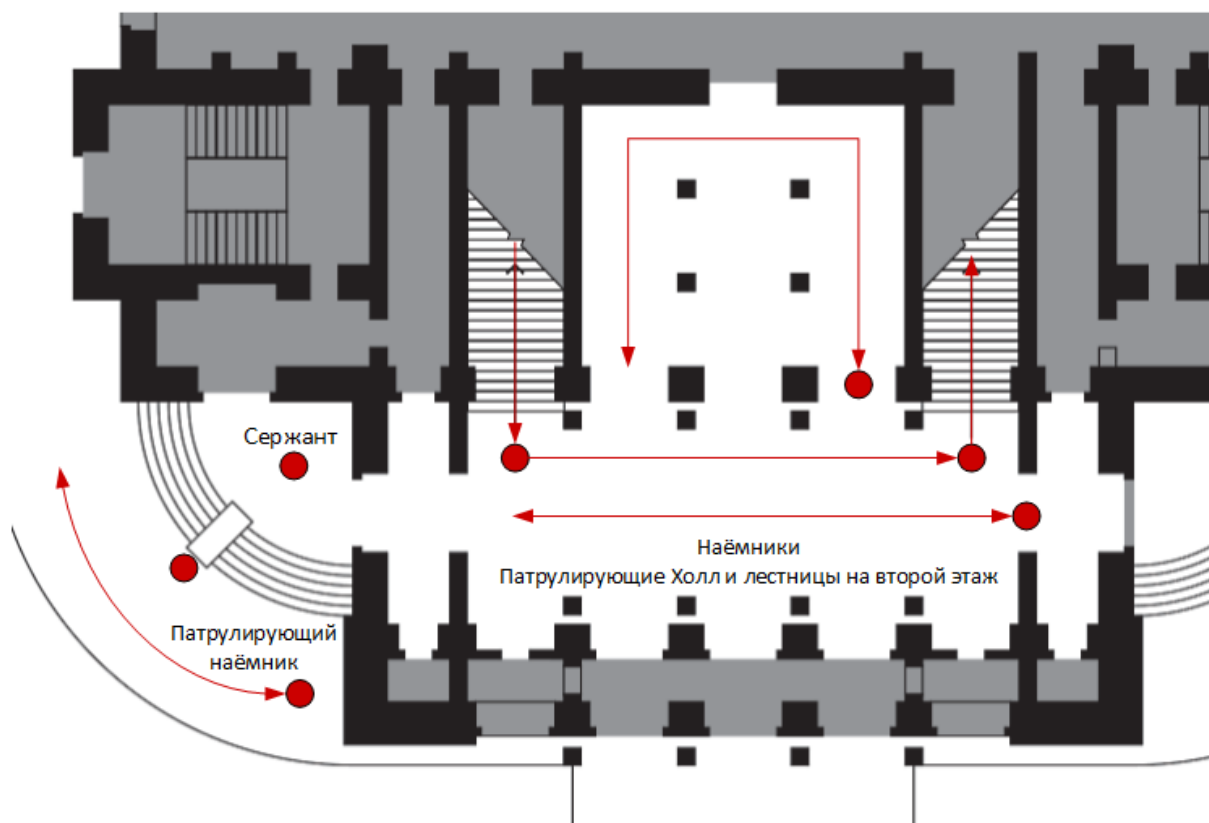 Сержант
Наёмники
Патрулирующие Холл и лестницы на второй этаж
Патрулирующий
наёмник